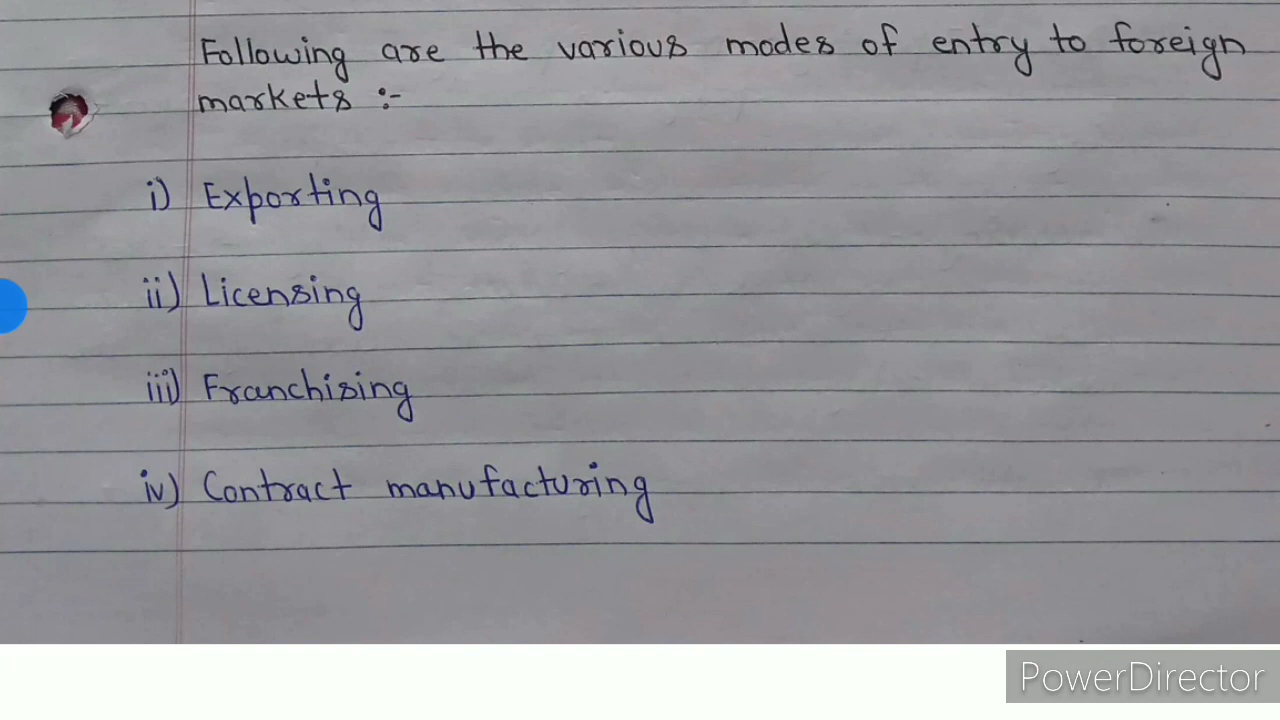 Following are the various modes of entry to foreign
markets :-
i) Exporting
ii) Licensing
iii) Franchising
iv) Contract manufacturing
PowerDirector